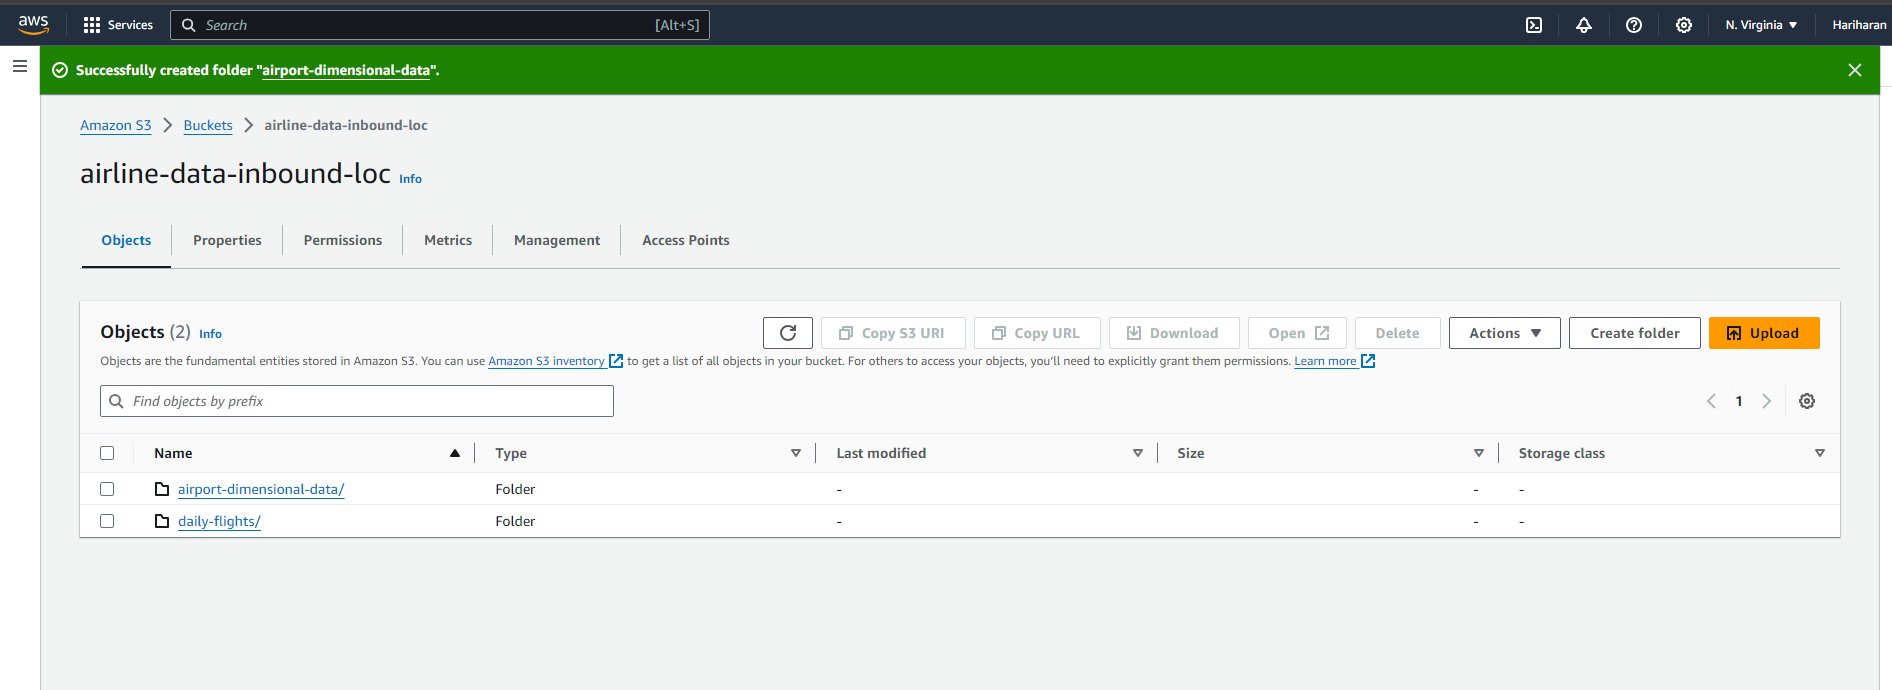 aws Services Search [Alt+S] N. Virginia Hariharan
Successfully created folder "airport-dimensional-data".
Amazon S3 Buckets airline-data-inbound-loc
airline-data-inbound-loc Info
Objects Properties Permissions Metrics Management Access Points
Objects (2) Info Copy S3 URI Copy URL Download Open Delete Actions Create folder Upload
Objects are the fundamental entities stored in Amazon S3. You can use Amazon S3 inventory to get a list of all objects in your bucket. For others to access your objects, you'll need to explicitly grant them permissions. Learn more
Find objects by prefix 1
Name Type Last modified Size Storage class
airport-dimensional-data/ Folder - - -
daily-flights/ Folder - - -